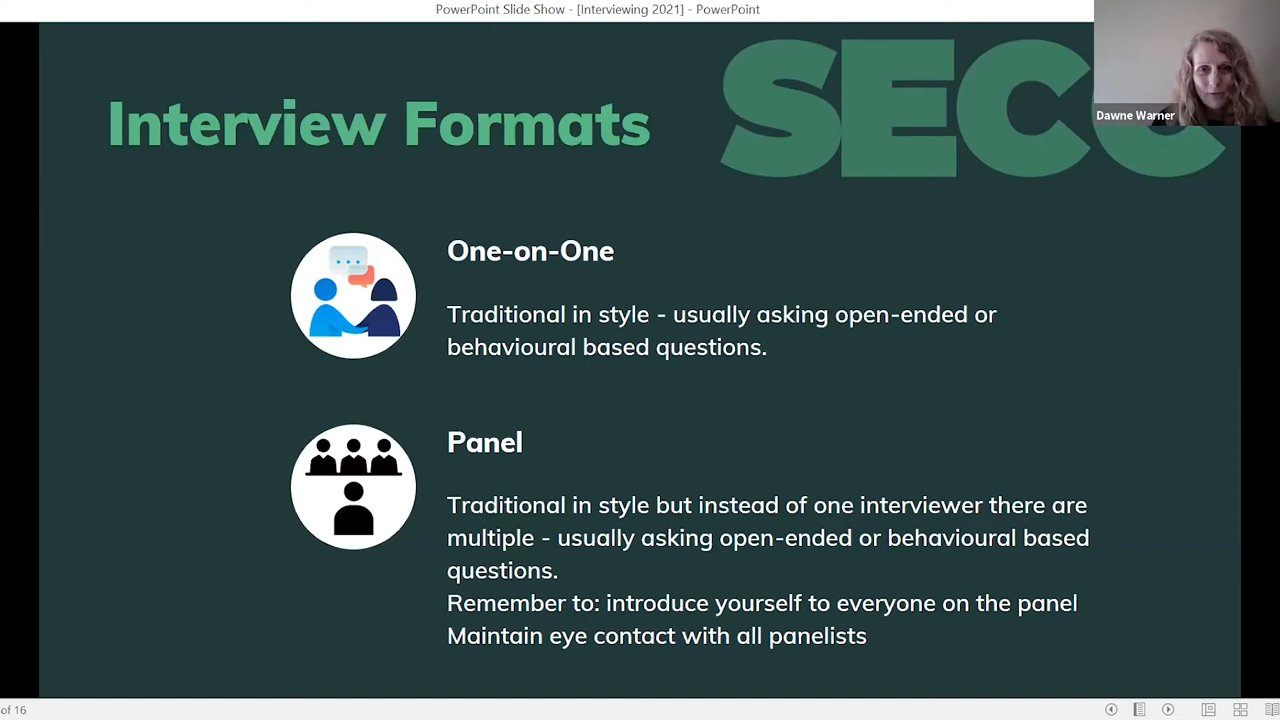 PowerPoint Slide Show - [Interviewing 2021] - PowerPoint
SECC
Dawne Warner
Interview Formats
One-on-One
Traditional in style - usually asking open-ended or
behavioural based questions.
Panel
Traditional in style but instead of one interviewer there are
multiple - usually asking open-ended or behavioural based
questions.
Remember to: introduce yourself to everyone on the panel
Maintain eye contact with all panelists
of 16